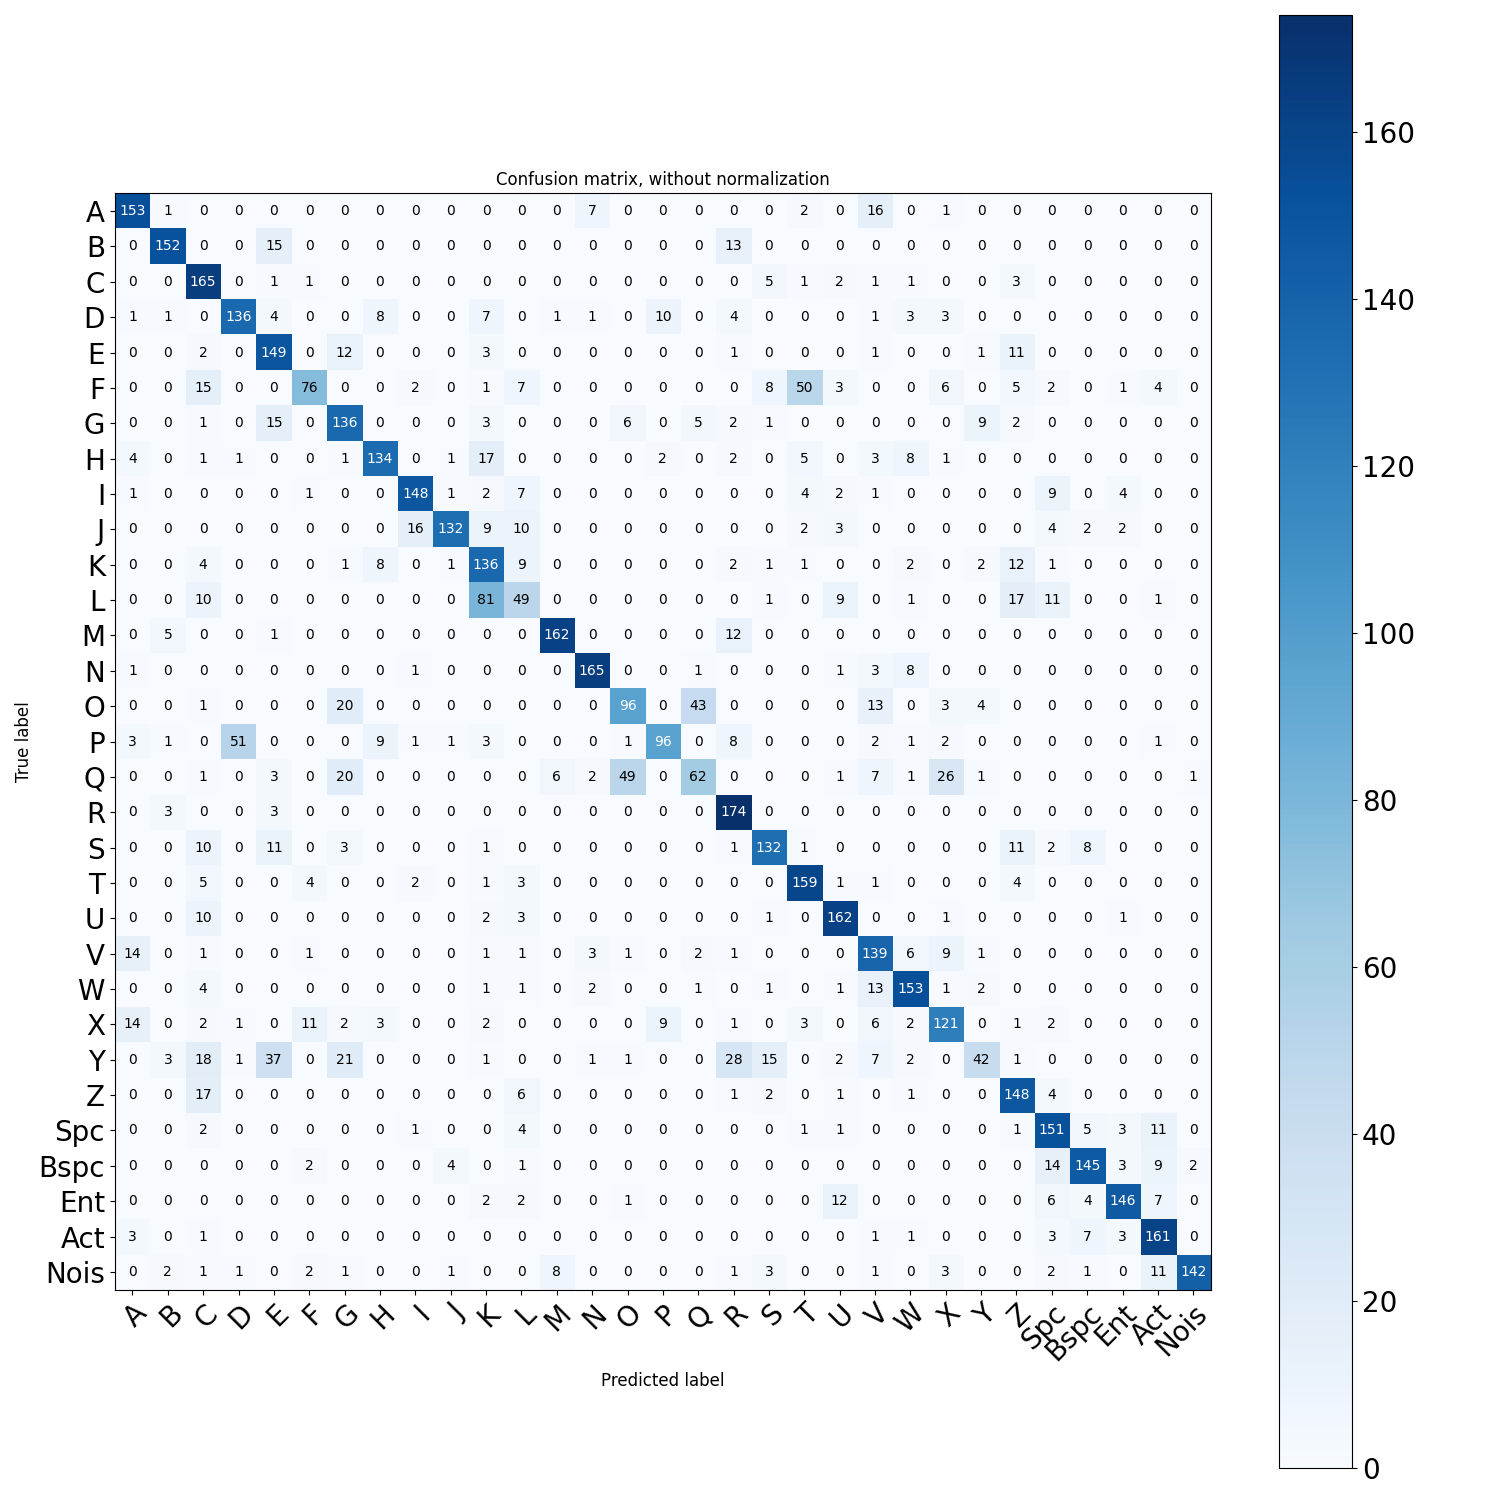 Confusion matrix, without normalization
A 153 1 0 0 0 0 0 0 0 0 0 0 0 7 0 0 0 0 0 2 0 16 0 1 0 0 0 0 0 0 0
B 0 152 0 0 15 0 0 0 0 0 0 0 0 0 0 0 0 13 0 0 0 0 0 0 0 0 0 0 0 0 0
C 0 0 165 0 1 1 0 0 0 0 0 0 0 0 0 0 0 0 5 1 2 1 1 0 0 3 0 0 0 0 0
D 1 1 0 136 4 0 0 8 0 0 7 0 1 1 0 10 0 4 0 0 0 1 3 3 0 0 0 0 0 0 0
E 0 0 2 0 149 0 12 0 0 0 3 0 0 0 0 0 0 1 0 0 0 1 0 0 1 11 0 0 0 0 0
F 0 0 15 0 0 76 0 0 2 0 1 7 0 0 0 0 0 0 8 50 3 0 0 6 0 5 2 0 1 4 0
G 0 0 1 0 15 0 136 0 0 0 3 0 0 0 6 0 5 2 1 0 0 0 0 0 9 2 0 0 0 0 0
H 4 0 1 1 0 0 1 134 0 1 17 0 0 0 0 2 0 2 0 5 0 3 8 1 0 0 0 0 0 0 0
I 1 0 0 0 0 1 0 0 148 1 2 7 0 0 0 0 0 0 0 4 2 1 0 0 0 0 9 0 4 0 0
J 0 0 0 0 0 0 0 0 16 132 9 10 0 0 0 0 0 0 0 2 3 0 0 0 0 0 4 2 2 0 0
K 0 0 4 0 0 0 1 8 0 1 136 9 0 0 0 0 0 2 1 1 0 0 2 0 2 12 1 0 0 0 0
L 0 0 10 0 0 0 0 0 0 0 81 49 0 0 0 0 0 0 1 0 9 0 1 0 0 17 11 0 0 1 0
M 0 5 0 0 1 0 0 0 0 0 0 0 162 0 0 0 0 12 0 0 0 0 0 0 0 0 0 0 0 0 0
N 1 0 0 0 0 0 0 0 1 0 0 0 0 165 0 0 1 0 0 0 1 3 8 0 0 0 0 0 0 0 0
O 0 0 1 0 0 0 20 0 0 0 0 0 0 0 96 0 43 0 0 0 0 13 0 3 4 0 0 0 0 0 0
P 3 1 0 51 0 0 0 9 1 1 3 0 0 0 1 96 0 8 0 0 0 2 1 2 0 0 0 0 0 1 0
Q 0 0 1 0 3 0 20 0 0 0 0 0 6 2 49 0 62 0 0 0 1 7 1 26 1 0 0 0 0 0 1
R 0 3 0 0 3 0 0 0 0 0 0 0 0 0 0 0 0 174 0 0 0 0 0 0 0 0 0 0 0 0 0
S 0 0 10 0 11 0 3 0 0 0 1 0 0 0 0 0 0 1 132 1 0 0 0 0 0 11 2 8 0 0 0
T 0 0 5 0 0 4 0 0 2 0 1 3 0 0 0 0 0 0 0 159 1 1 0 0 0 4 0 0 0 0 0
U 0 0 10 0 0 0 0 0 0 0 2 3 0 0 0 0 0 0 1 0 162 0 0 1 0 0 0 0 1 0 0
V 14 0 1 0 0 1 0 0 0 0 1 1 0 3 1 0 2 1 0 0 0 139 6 9 1 0 0 0 0 0 0
W 0 0 4 0 0 0 0 0 0 0 1 1 0 2 0 0 1 0 1 0 1 13 153 1 2 0 0 0 0 0 0
X 14 0 2 1 0 11 2 3 0 0 2 0 0 0 0 9 0 1 0 3 0 6 2 121 0 1 2 0 0 0 0
Y 0 3 18 1 37 0 21 0 0 0 1 0 0 1 1 0 0 28 15 0 2 7 2 0 42 1 0 0 0 0 0
Z 0 0 17 0 0 0 0 0 0 0 0 6 0 0 0 0 0 1 2 0 1 0 1 0 0 148 4 0 0 0 0
Spc 0 0 2 0 0 0 0 0 1 0 0 4 0 0 0 0 0 0 0 1 1 0 0 0 0 1 151 5 3 11 0
Bspc 0 0 0 0 0 2 0 0 0 4 0 1 0 0 0 0 0 0 0 0 0 0 0 0 0 0 14 145 3 9 2
Ent 0 0 0 0 0 0 0 0 0 0 2 2 0 0 1 0 0 0 0 0 12 0 0 0 0 0 6 4 146 7 0
Act 3 0 1 0 0 0 0 0 0 0 0 0 0 0 0 0 0 0 0 0 0 1 1 0 0 0 3 7 3 161 0
Nois 0 2 1 1 0 2 1 0 0 1 0 0 8 0 0 0 0 1 3 0 0 1 0 3 0 0 2 1 0 11 142
A B C D E F G H I J K L M N O P Q R S T U V W X Y Z Spc Bspc Ent Act Nois
Predicted label
True label
160
140
120
100
80
60
40
20
0